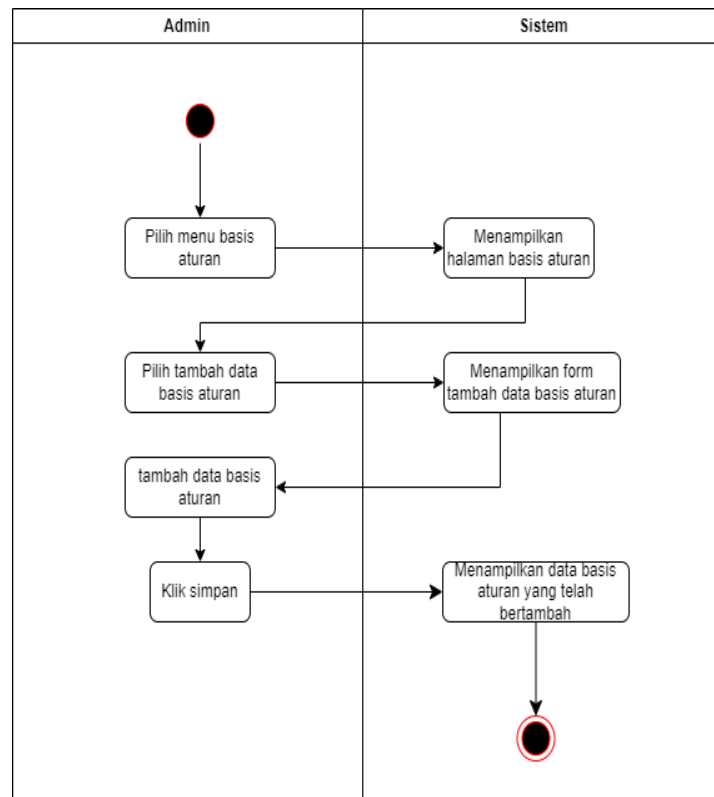 Admin
Sistem
Pilih menu basis
aturan
Menampilkan
halaman basis aturan
Pilih tambah data
basis aturan
Menampilkan form
tambah data basis aturan
tambah data basis
aturan
Klik simpan
Menampilkan data basis
aturan yang telah
bertambah